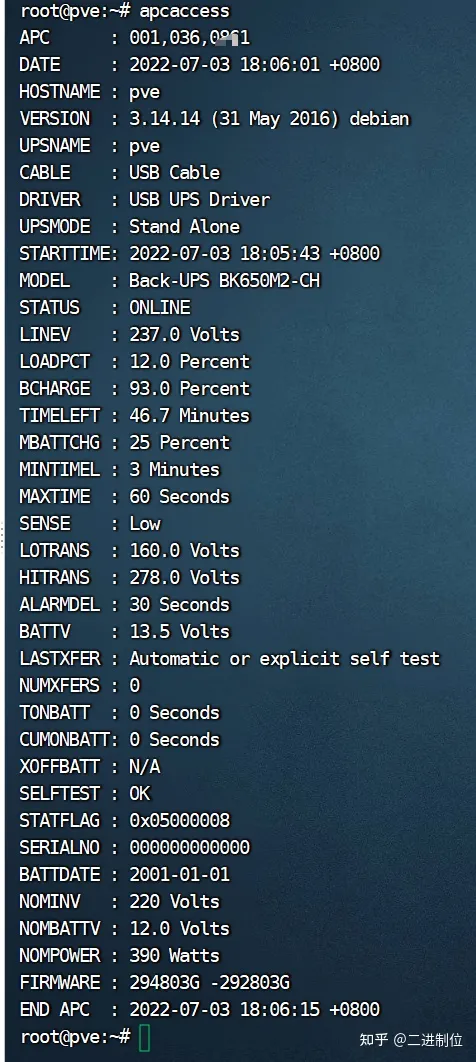 root@pve:~# apcaccess
APC      : 001,036,0861
DATE     : 2022-07-03 18:06:01 +0800
HOSTNAME : pve
VERSION  : 3.14.14 (31 May 2016) debian
UPSNAME  : pve
CABLE    : USB Cable
DRIVER   : USB UPS Driver
UPSMODE  : Stand Alone
STARTTIME: 2022-07-03 18:05:43 +0800
MODEL    : Back-UPS BK650M2-CH
STATUS   : ONLINE
LINEV    : 237.0 Volts
LOADPCT  : 12.0 Percent
BCHARGE  : 93.0 Percent
TIMELEFT : 46.7 Minutes
MBATTCHG : 25 Percent
MINTIMEL : 3 Minutes
MAXTIME  : 60 Seconds
SENSE    : Low
LOTRANS  : 160.0 Volts
HITRANS  : 278.0 Volts
ALARMDEL : 30 Seconds
BATTV    : 13.5 Volts
LASTXFER : Automatic or explicit self test
NUMXFERS : 0
TONBATT  : 0 Seconds
CUMONBATT: 0 Seconds
XOFFBATT : N/A
SELFTEST : OK
STATFLAG : 0x05000008
SERIALNO : 000000000000
BATTDATE : 2001-01-01
NOMINV   : 220 Volts
NOMBATTV : 12.0 Volts
NOMPOWER : 390 Watts
FIRMWARE : 294803G -292803G
END APC  : 2022-07-03 18:06:15 +0800
root@pve:~#
知乎 @二进制位